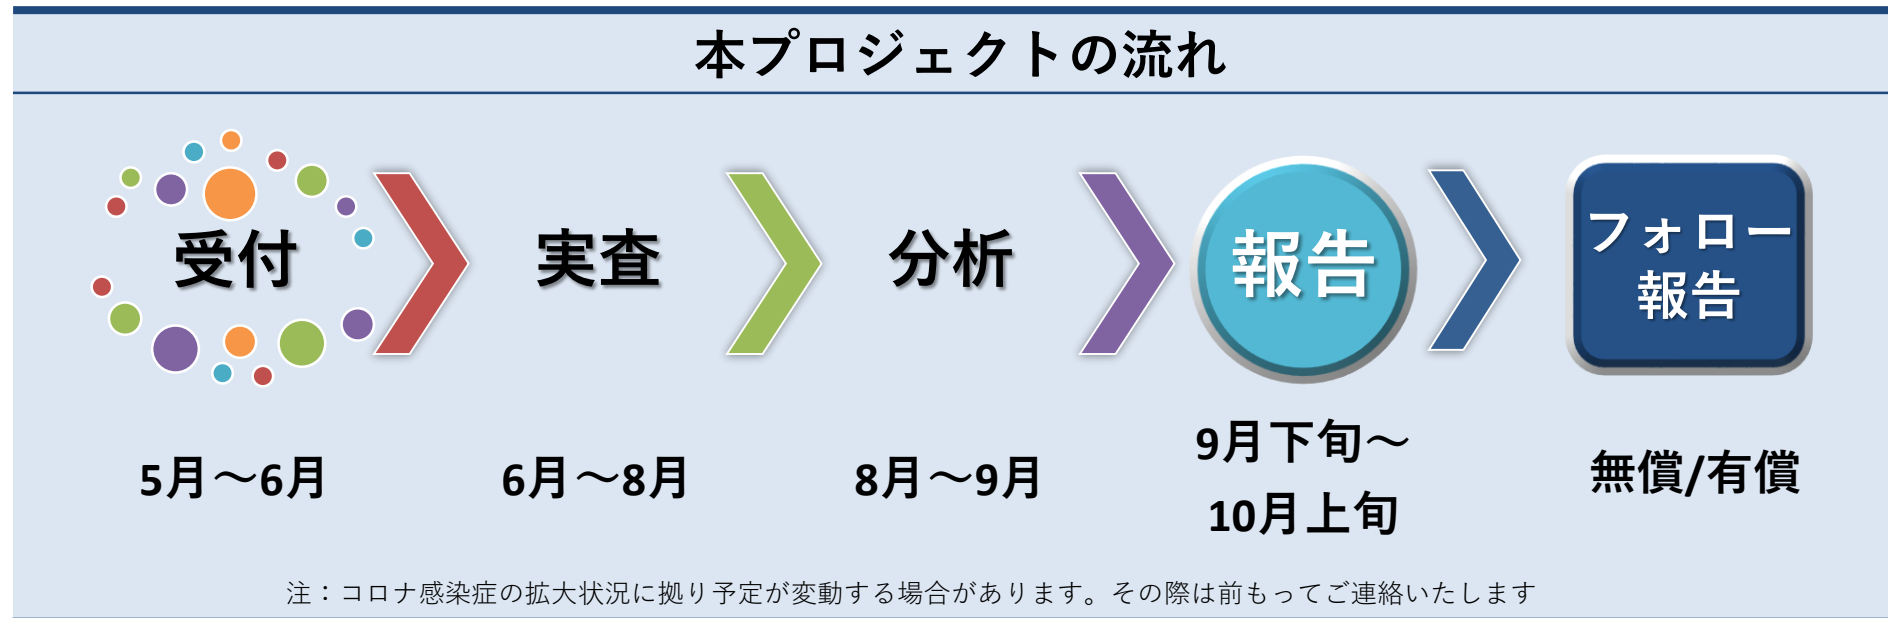 本プロジェクトの流れ
受付
実査
分析
報告
フォロー
報告
5月～6月
6月～8月
8月～9月
9月下旬～
10月上旬
無償/有償
注：コロナ感染症の拡大状況に拠り予定が変動する場合があります。その際は前もってご連絡いたします